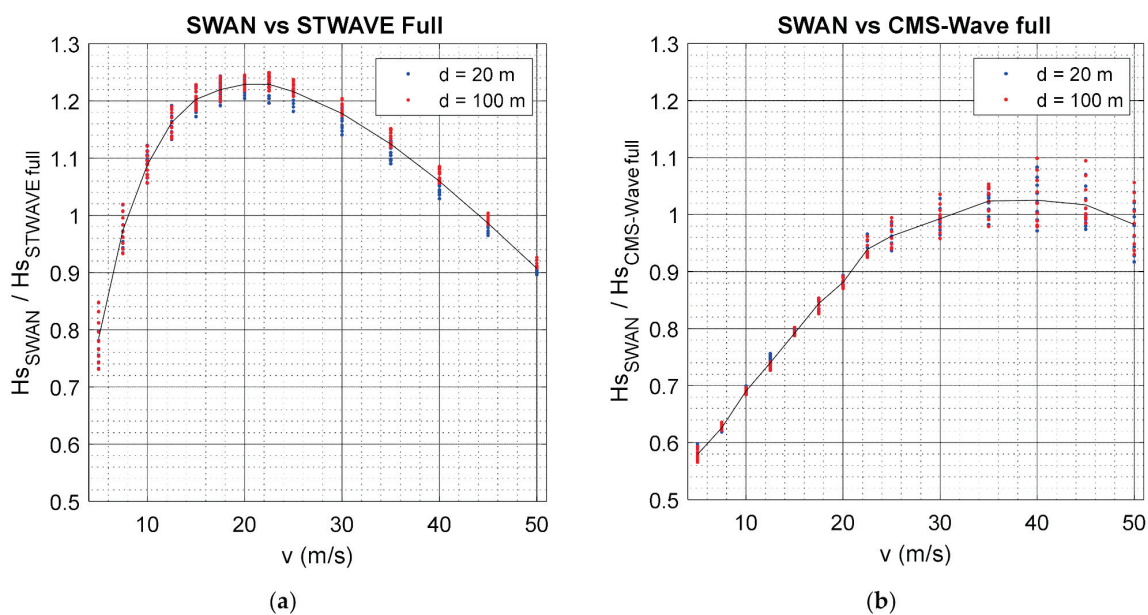 SWAN vs STWAVE Full
1.3
1.2
1.1
1
0.9
0.8
0.7
0.6
0.5
Hs_SWAN / Hs_STWAVE full
d = 20 m
d = 100 m
10 20 30 40 50
v (m/s)
(a)
SWAN vs CMS-Wave full
1.3
1.2
1.1
1
0.9
0.8
0.7
0.6
0.5
Hs_SWAN / Hs_CMS-Wave full
d = 20 m
d = 100 m
10 20 30 40 50
v (m/s)
(b)